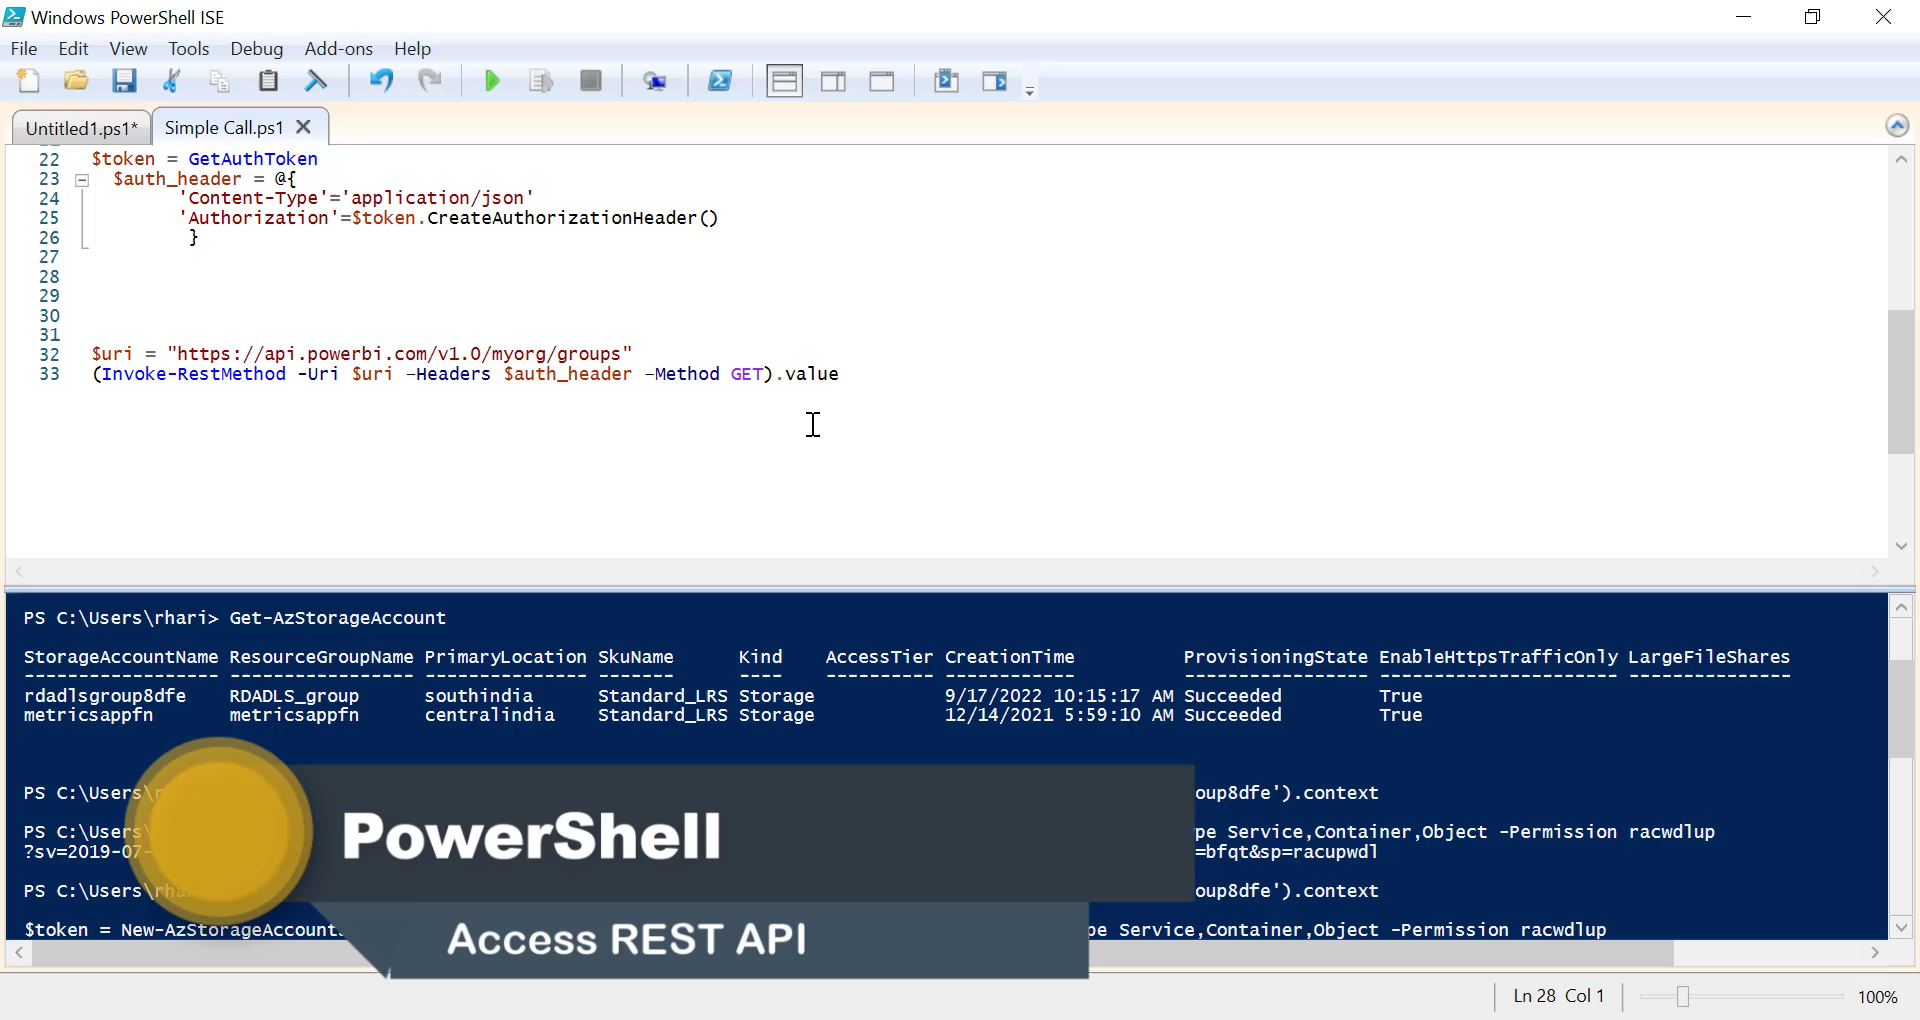 Windows PowerShell ISE
File Edit View Tools Debug Add-ons Help
Untitled1.ps1* Simple Call.ps1
22 $token = GetAuthToken
23 $auth_header = @{
24 'Content-Type'='application/json'
25 'Authorization'=$token.CreateAuthorizationHeader()
26 }
27
28
29
30
31
32 $uri = "https://api.powerbi.com/v1.0/myorg/groups"
33 (Invoke-RestMethod -Uri $uri -Headers $auth_header -Method GET).value
PS C:\Users\rhari> Get-AzStorageAccount
StorageAccountName ResourceGroupName PrimaryLocation SkuName Kind AccessTier CreationTime ProvisioningState EnableHttpsTrafficOnly LargeFileShares
------------------ ----------------- --------------- ------- ---- ---------- ------------ ----------------- ---------------------- ---------------
rdadlsgroup8dfe RDADLS_group southindia Standard_LRS Storage 9/17/2022 10:15:17 AM Succeeded True
metricsappfn metricsappfn centralindia Standard_LRS Storage 12/14/2021 5:59:10 AM Succeeded True
PS C:\Users\r oup8dfe').context
PS C:\Users\ pe Service,Container,Object -Permission racwdlup
?sv=2019-07- =bfqt&sp=racupwdl
PS C:\Users\rha oup8dfe').context
$token = New-AzStorageAccount pe Service,Container,Object -Permission racwdlup
PowerShell
Access REST API
Ln 28 Col 1 100%